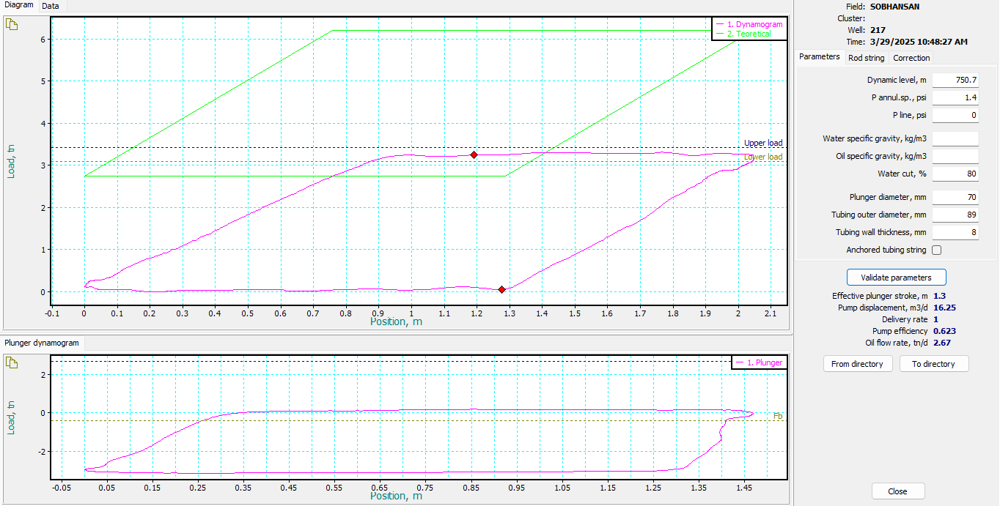 Diagram Data
1. Dynamogram
2. Teoretical
Upper load
Lower load
Load, tn
6
5
4
3
2
1
0
-0.1 0 0.1 0.2 0.3 0.4 0.5 0.6 0.7 0.8 0.9 1 1.1 1.2 1.3 1.4 1.5 1.6 1.7 1.8 1.9 2 2.1
Position, m
Plunger dynamogram
1. Plunger
Fb
Load, tn
2
0
-2
-0.05 0.05 0.15 0.25 0.35 0.45 0.55 0.65 0.75 0.85 0.95 1.05 1.15 1.25 1.35 1.45
Position, m
Field: SOBHANSAN
Cluster:
Well: 217
Time: 3/29/2025 10:48:27 AM
Parameters Rod string Correction
Dynamic level, m 750.7
P annul.sp., psi 1.4
P line, psi 0
Water specific gravity, kg/m3
Oil specific gravity, kg/m3
Water cut, % 80
Plunger diameter, mm 70
Tubing outer diameter, mm 89
Tubing wall thickness, mm 8
Anchored tubing string
Validate parameters
Effective plunger stroke, m 1.3
Pump displacement, m3/d 16.25
Delivery rate 1
Pump efficiency 0.623
Oil flow rate, tn/d 2.67
From directory To directory
Close